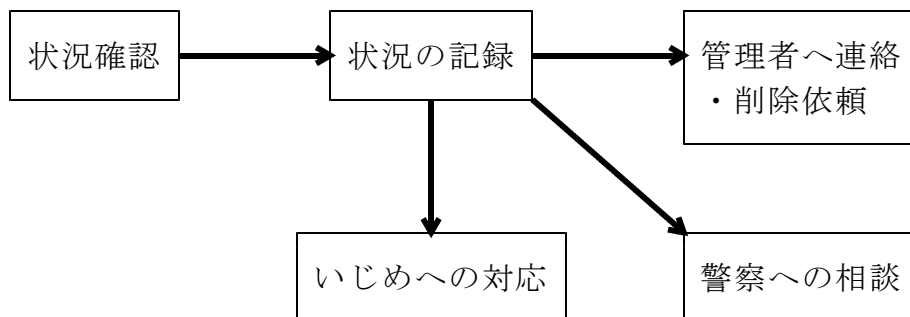 状況確認
状況の記録
管理者へ連絡
・削除依頼
いじめへの対応
警察への相談